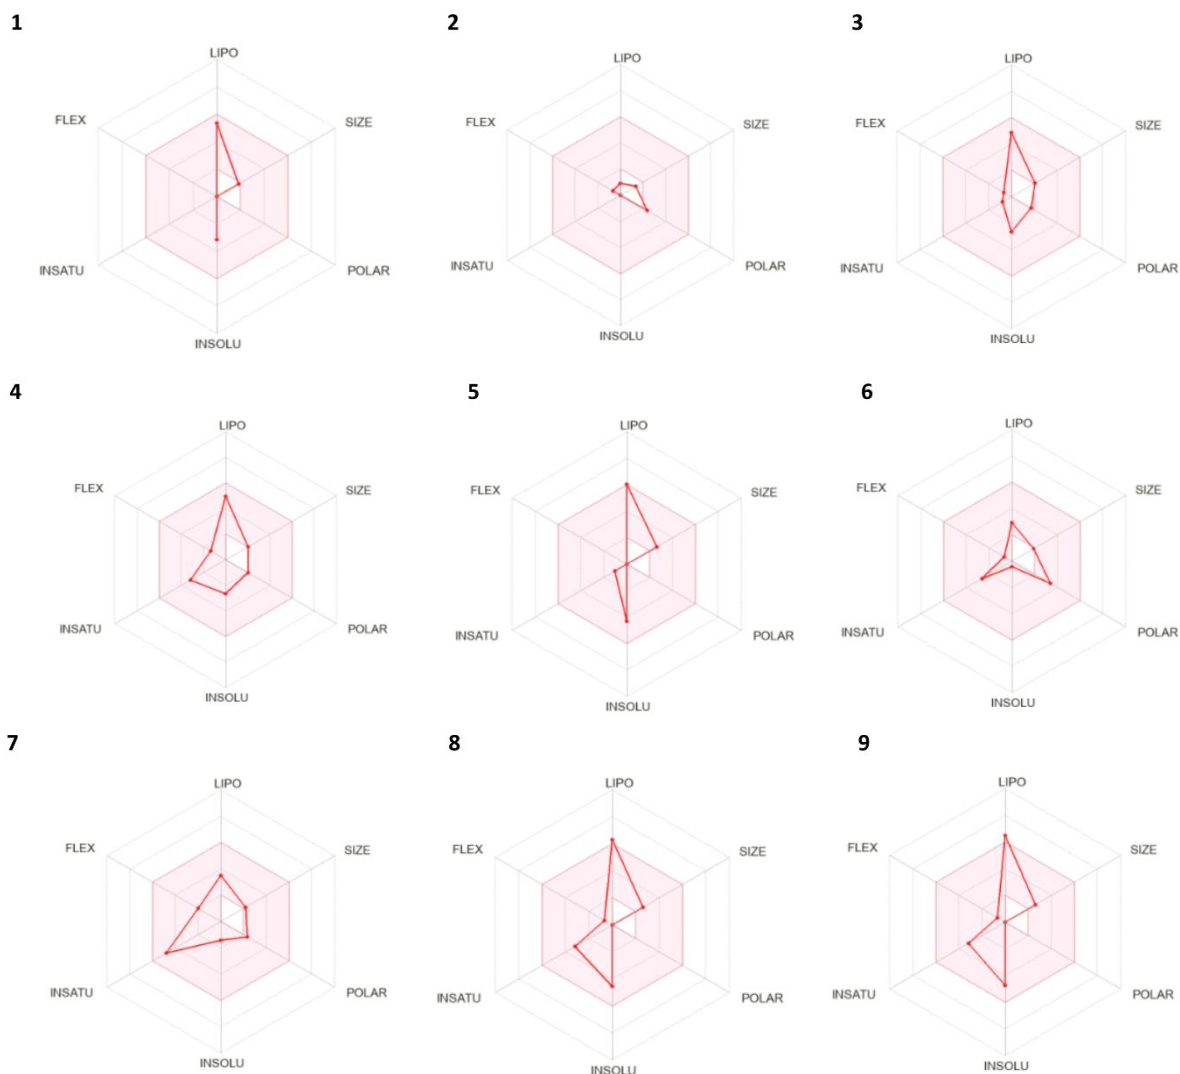 1
2
3
LIPO
LIPO
LIPO
FLEX
SIZE
FLEX
SIZE
FLEX
SIZE
INSATU
POLAR
INSATU
POLAR
INSATU
POLAR
INSOLU
INSOLU
INSOLU
4
5
6
LIPO
LIPO
LIPO
FLEX
SIZE
FLEX
SIZE
FLEX
SIZE
INSATU
POLAR
INSATU
POLAR
INSATU
POLAR
INSOLU
INSOLU
INSOLU
7
8
9
LIPO
LIPO
LIPO
FLEX
SIZE
FLEX
SIZE
FLEX
SIZE
INSATU
POLAR
INSATU
POLAR
INSATU
POLAR
INSOLU
INSOLU
INSOLU